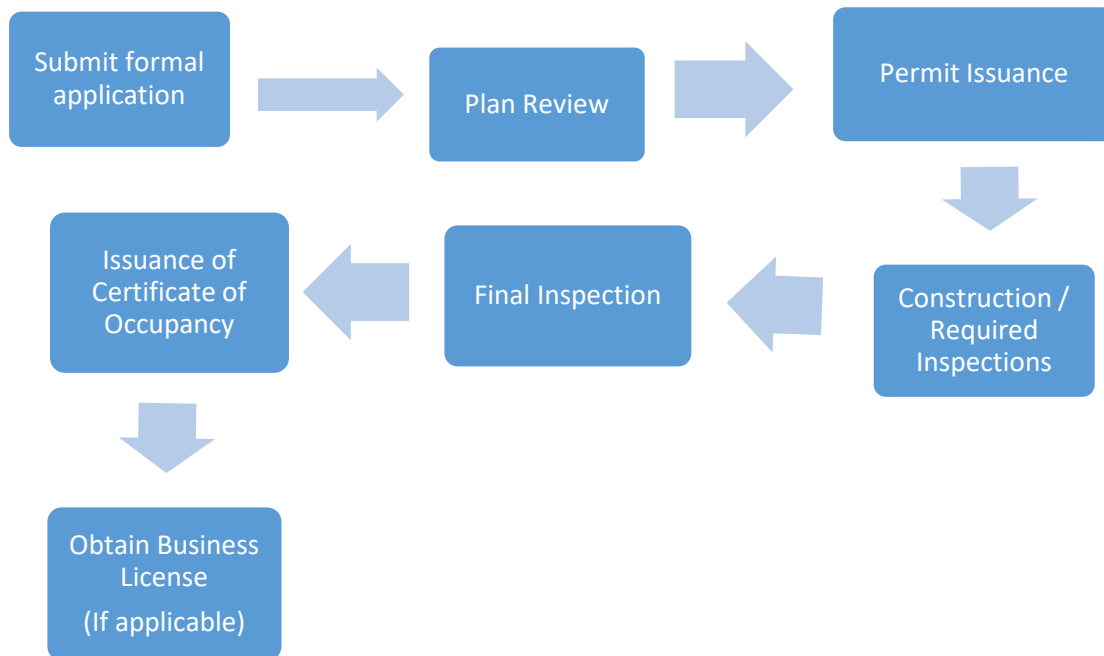 Submit formal
application
Plan Review
Permit Issuance
Construction /
Required
Inspections
Final Inspection
Issuance of
Certificate of
Occupancy
Obtain Business
License
(If applicable)